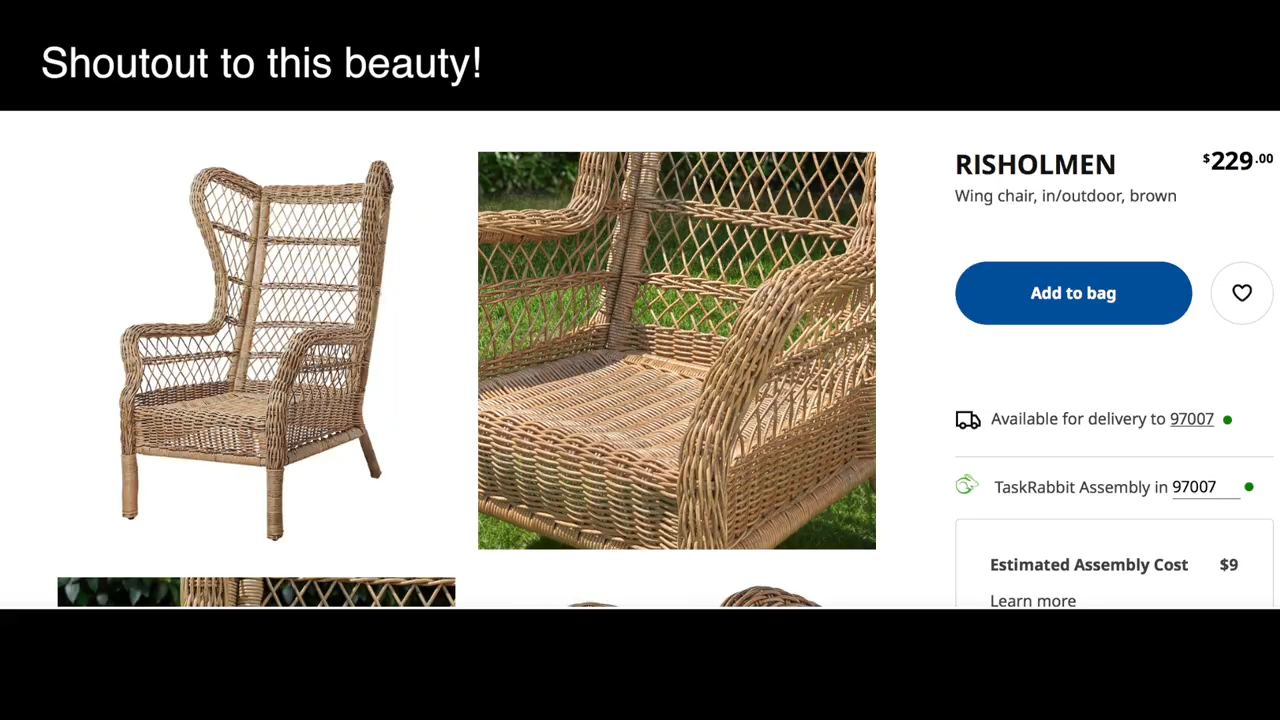 Shoutout to this beauty!
RISHOLMEN
$229.00
Wing chair, in/outdoor, brown
Add to bag
Available for delivery to 97007
TaskRabbit Assembly in 97007
Estimated Assembly Cost $9
Learn more